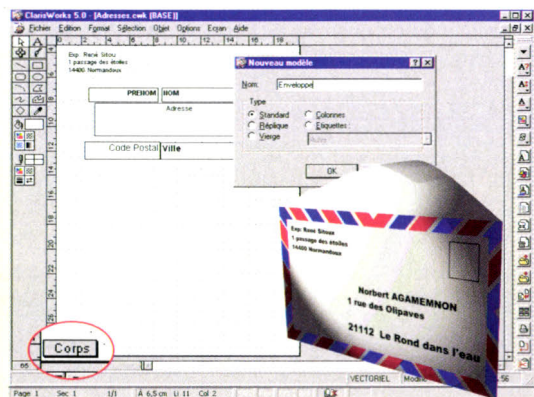 ClarisWorks 5.0 - [Adresses.cwk (BASE)]
Fichier Edition Format Sélection Objet Options Ecran Aide
Exp: René Sitou
1 passage des étoiles
14400 Normandoux
PRENOM NOM
Adresse
Code Postal Ville
Nouveau modèle
Nom: Enveloppe
Type
Standard Colonnes
Réplique Etiquettes:
Vierge
OK
Exp: René Sitoux
1 passage des étoiles
14400 Normandoux
Norbert AGAMEMNON
1 rue des Olipaves
21112 Le Rond dans l'eau
Corps
VECTORIEL
Page 1 Sec 1 1/1 À 6,5 cm Li 11 Col 2